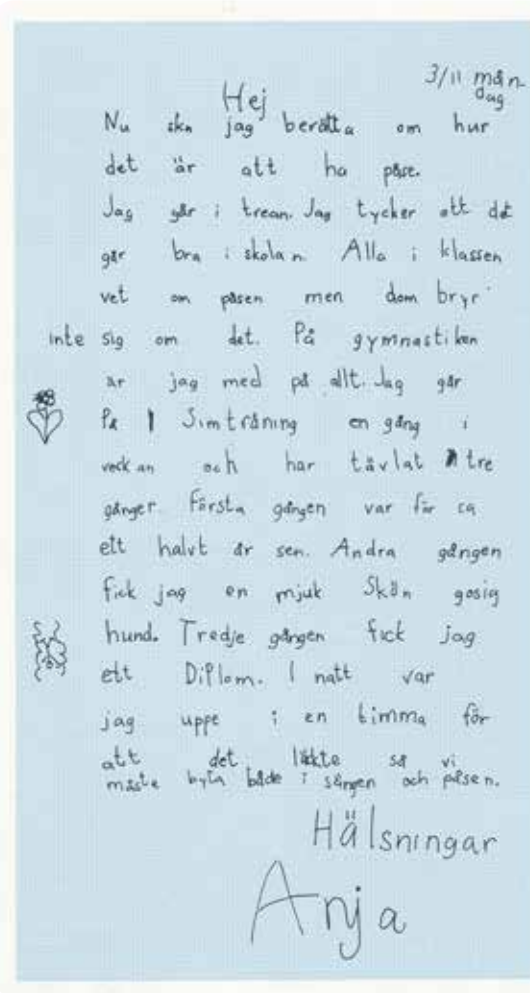 3/11 mån
dag
Hej
Nu ska jag berätta om hur
det är att ha påse.
Jag går i trean. Jag tycker att det
går bra i skolan. Alla i klassen
vet om påsen men dom bryr
inte sig om det. På gymnastiken
är jag med på allt. Jag går
På 1 Simträning en gång i
veckan och har tävlat tre
gånger. Första gången var för ca
ett halvt år sen. Andra gången
fick jag en mjuk Skön gosig
hund. Tredje gången fick jag
ett Diplom. I natt var
jag uppe i en timma för
att det läkte så vi
måste byta både i sängen och påsen.
Hälsningar
Anja